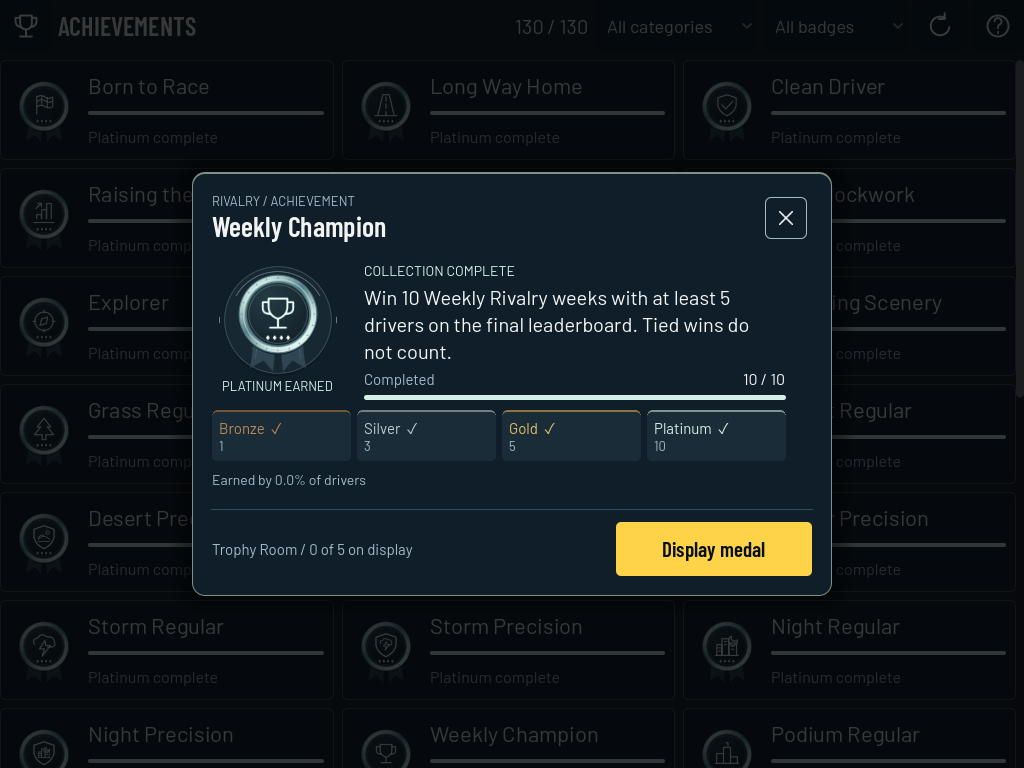 ACHIEVEMENTS
130 / 130
All categories
All badges
Born to Race
Platinum complete
Long Way Home
Platinum complete
Clean Driver
Platinum complete
Raising the
Platinum com
ockwork
complete
Explorer
Platinum com
ing Scenery
complete
Grass Regu
Platinum com
t Regular
complete
Desert Prec
Platinum com
r Precision
complete
RIVALRY / ACHIEVEMENT
Weekly Champion
COLLECTION COMPLETE
Win 10 Weekly Rivalry weeks with at least 5
drivers on the final leaderboard. Tied wins do
not count.
PLATINUM EARNED
Completed
10 / 10
Bronze ✓
1
Silver ✓
3
Gold ✓
5
Platinum ✓
10
Earned by 0.0% of drivers
Trophy Room / 0 of 5 on display
Display medal
Storm Regular
Platinum complete
Storm Precision
Platinum complete
Night Regular
Platinum complete
Night Precision
Weekly Champion
Podium Regular